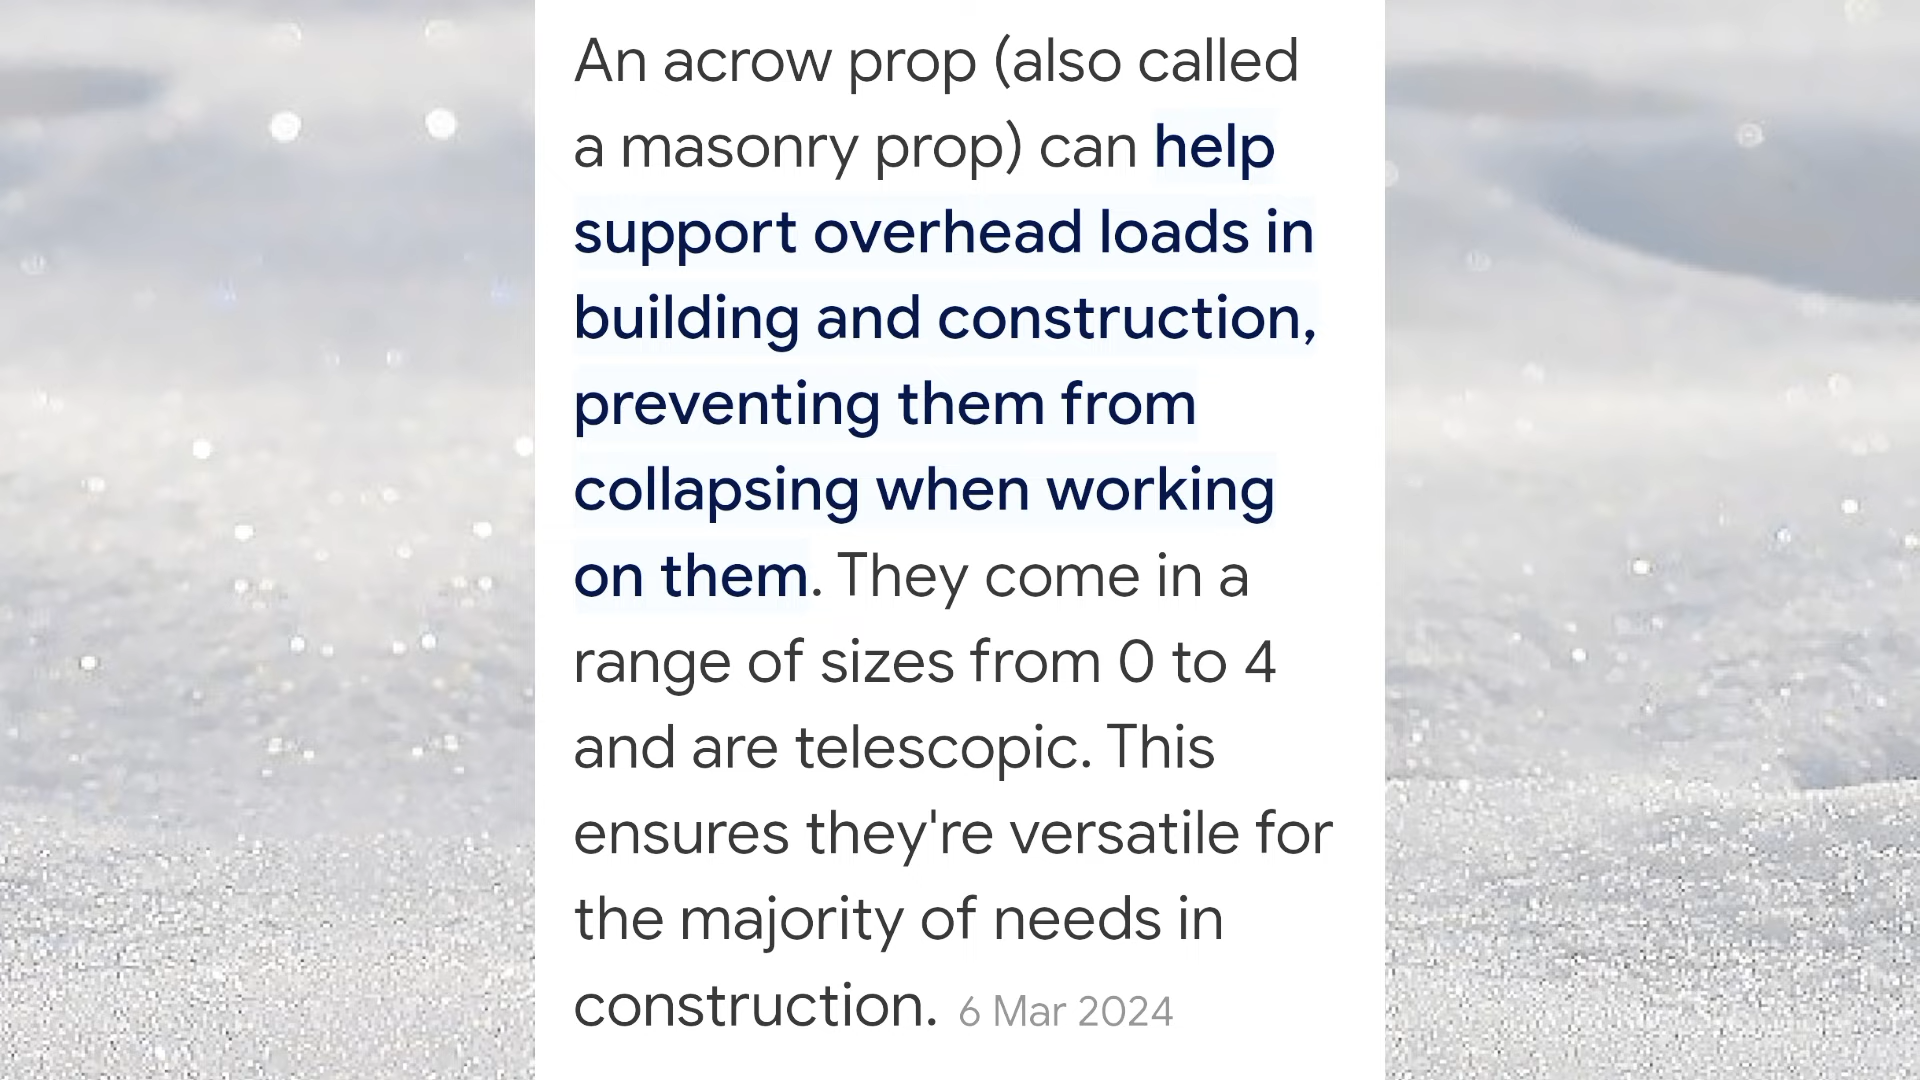 An acrow prop (also called
a masonry prop) can help
support overhead loads in
building and construction,
preventing them from
collapsing when working
on them. They come in a
range of sizes from 0 to 4
and are telescopic. This
ensures they're versatile for
the majority of needs in
construction. 6 Mar 2024